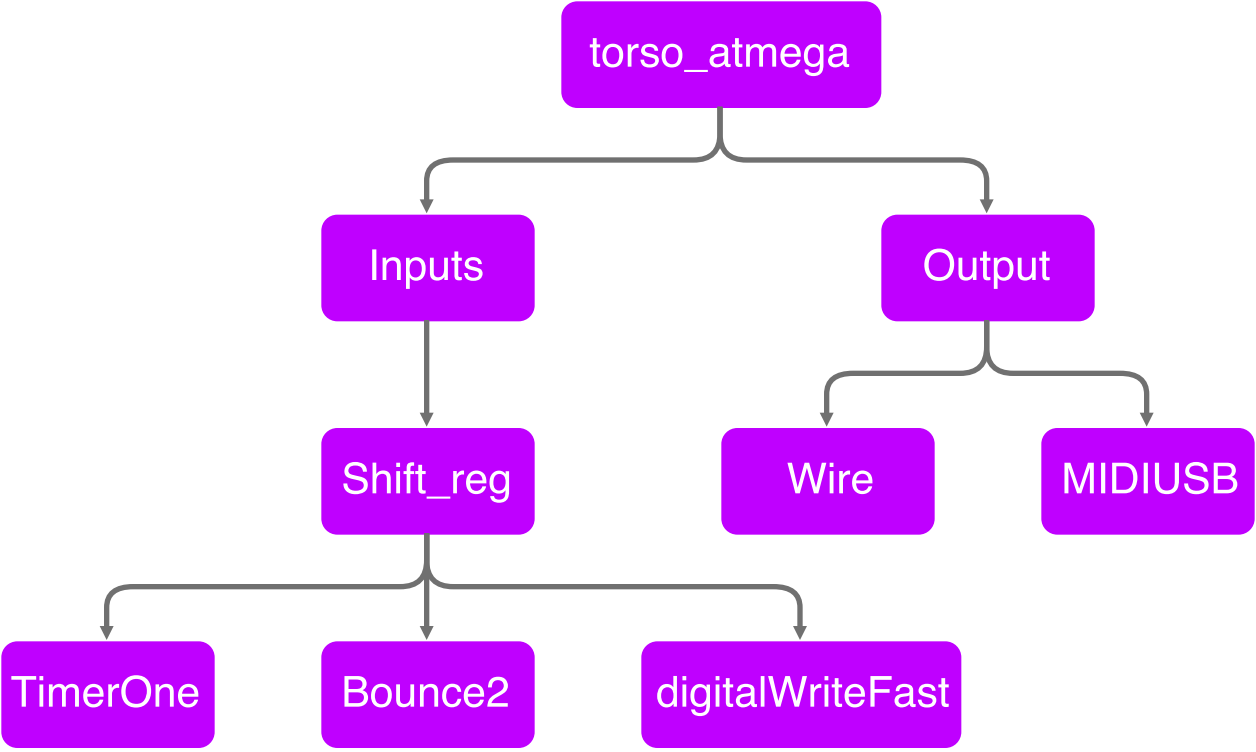 torso_atmega
Inputs
Output
Shift_reg
Wire
MIDIUSB
TimerOne
Bounce2
digitalWriteFast